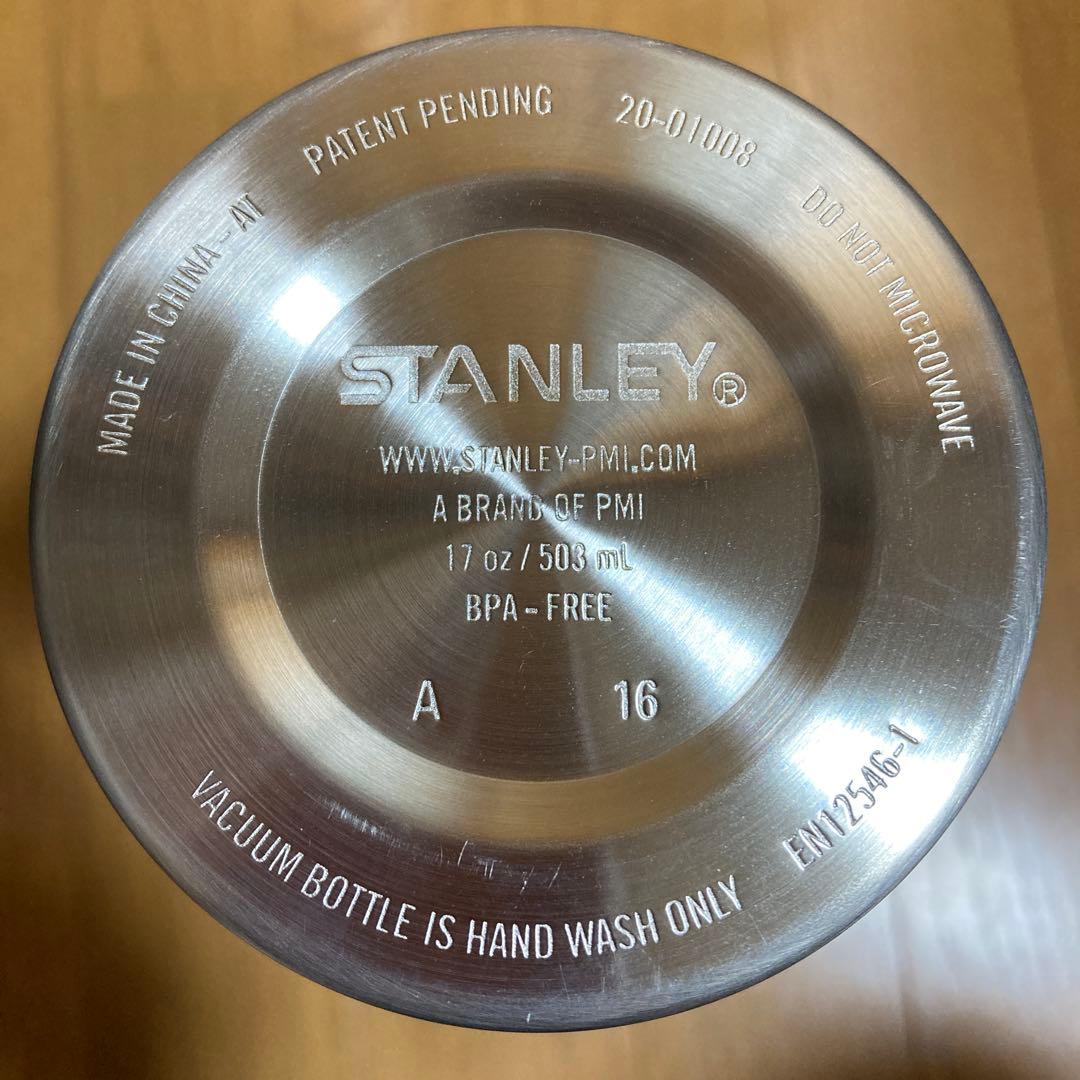 PATENT PENDING
20-01008
DO NOT MICROWAVE
MADE IN CHINA - AT
STANLEY®
WWW.STANLEY-PMI.COM
A BRAND OF PMI
17 oz / 503 mL
BPA - FREE
A 16
VACUUM BOTTLE IS HAND WASH ONLY
EN12546-1